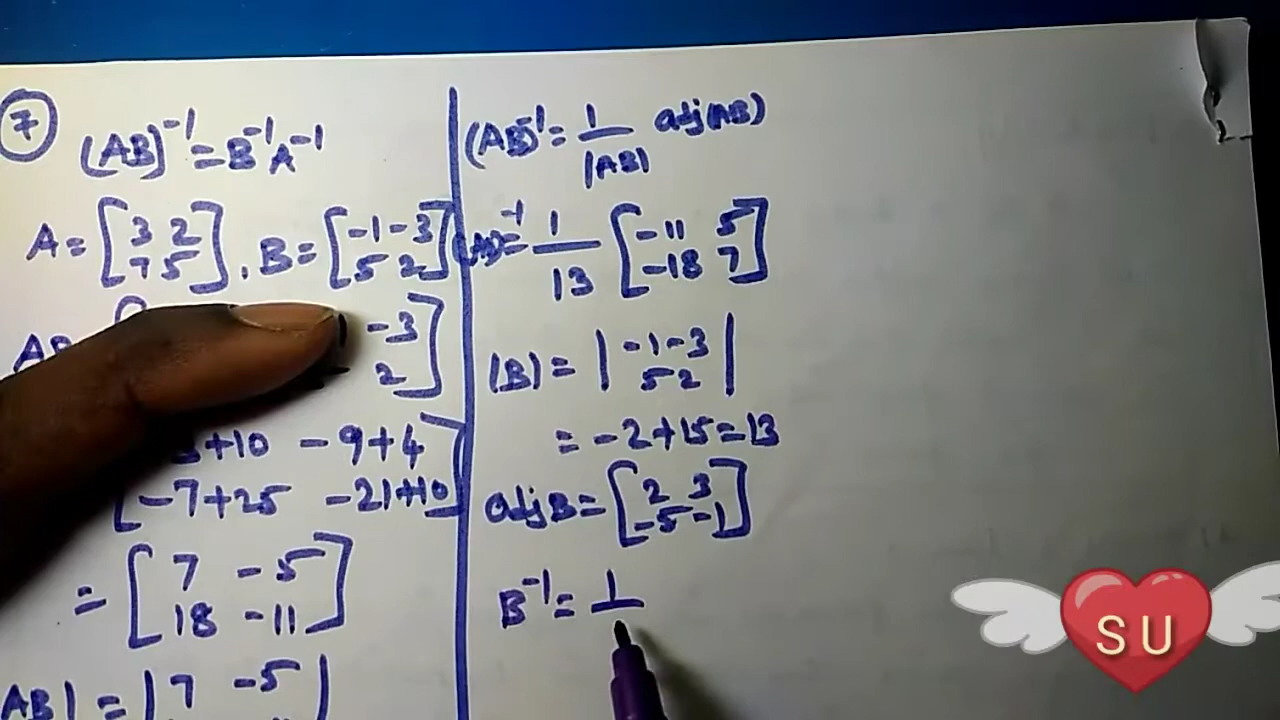 7
(AB)^-1 = B^-1 A^-1
A = [3 2
7 5], B = [-1 -3
5 2]
-3
2]
+10 -9+4
[-7+25 -21+10]
= [7 -5
18 -11]
AB| = |7 -5|
(AB)^-1 = 1/|AB| adj(AB)
(AB)^-1 = 1/13 [-11 5
-18 7]
|B| = |-1 -3
5 2|
= -2+15=13
adj B = [2 3
-5 -1]
B^-1 = 1
SU